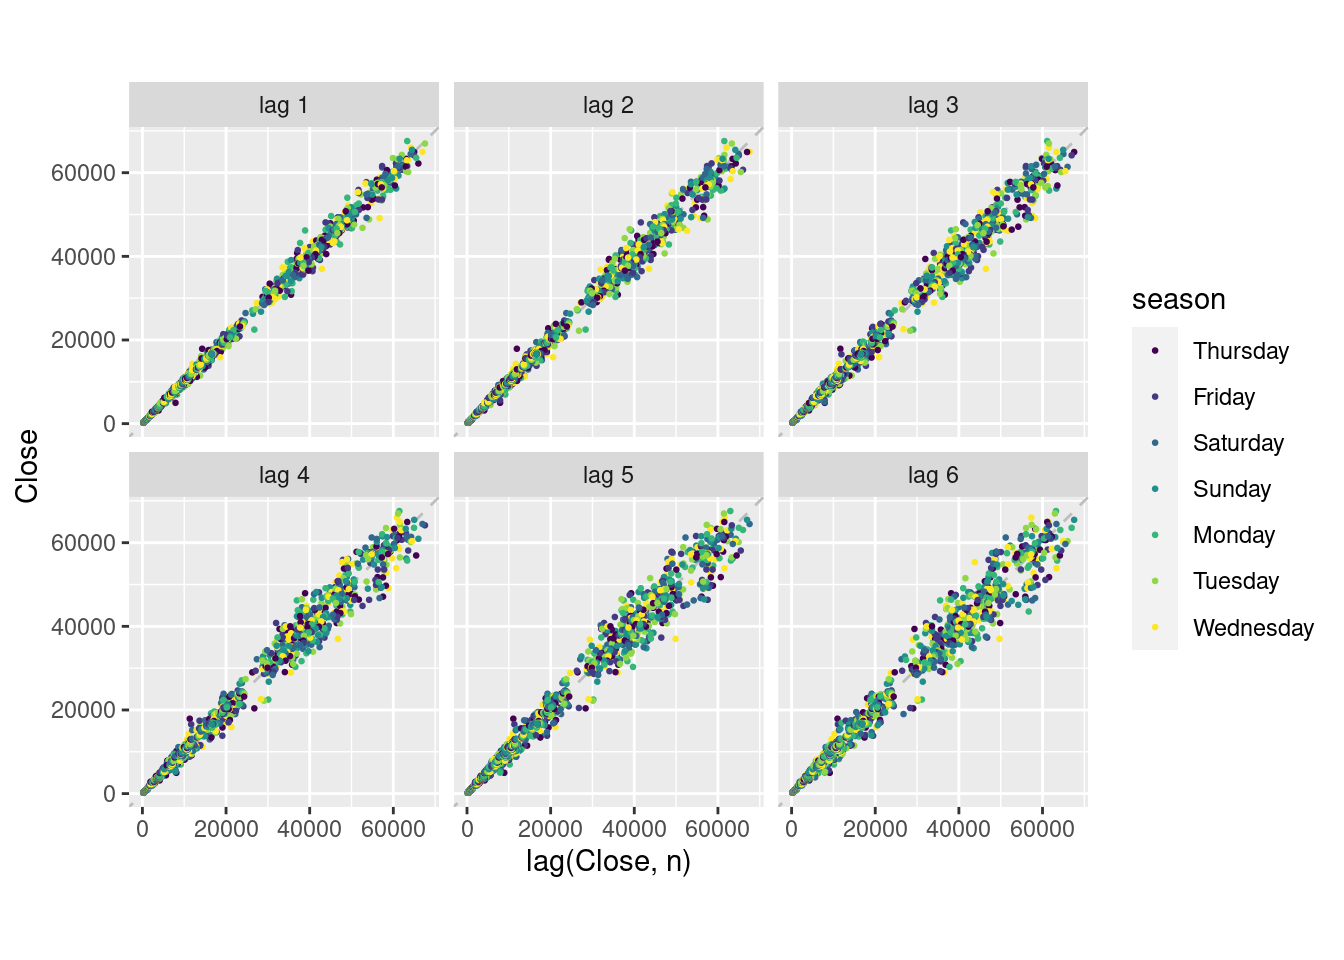 lag 1
lag 2
lag 3
60000
40000
20000
0
lag 4
lag 5
lag 6
60000
40000
20000
0
0 20000 40000 60000
0 20000 40000 60000
0 20000 40000 60000
lag(Close, n)
Close
season
Thursday
Friday
Saturday
Sunday
Monday
Tuesday
Wednesday